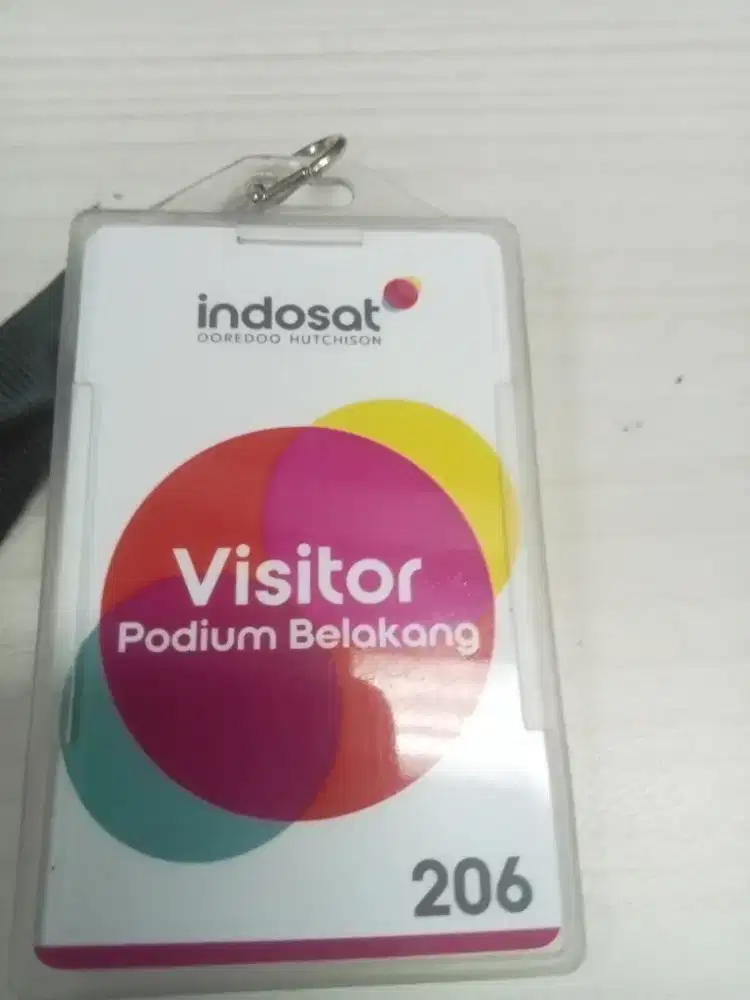 indosat
OOREDOO HUTCHISON
Visitor
Podium Belakang
206